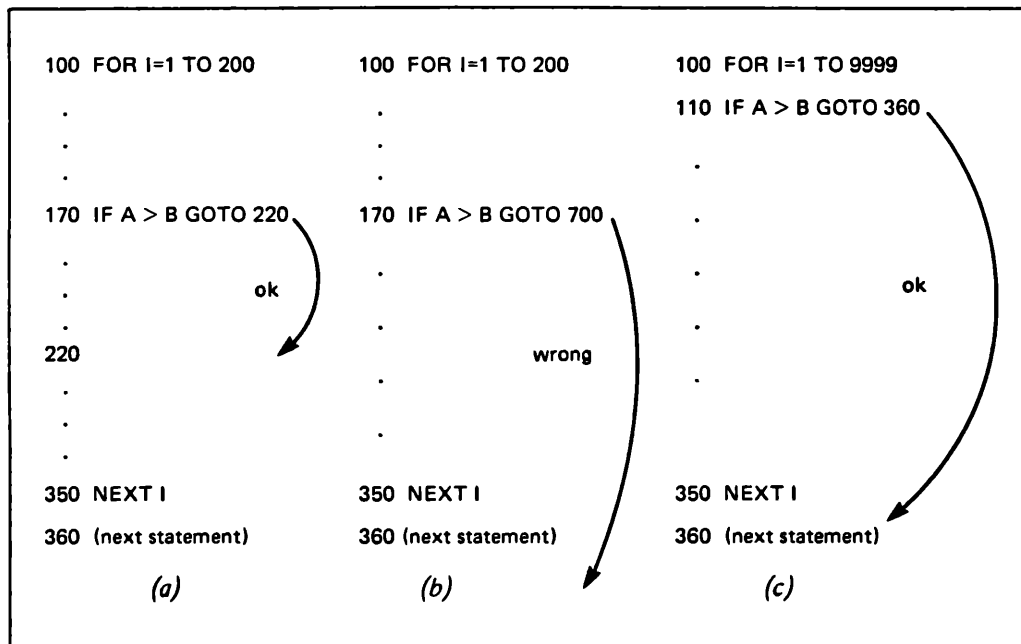 100 FOR I=1 TO 200
.
.
.
170 IF A > B GOTO 220
.
.
.
ok
220
.
.
.
350 NEXT I
360 (next statement)
(a)
100 FOR I=1 TO 200
.
.
.
170 IF A > B GOTO 700
.
.
wrong
.
.
350 NEXT I
360 (next statement)
(b)
100 FOR I=1 TO 9999
110 IF A > B GOTO 360
.
.
.
ok
.
.
350 NEXT I
360 (next statement)
(c)